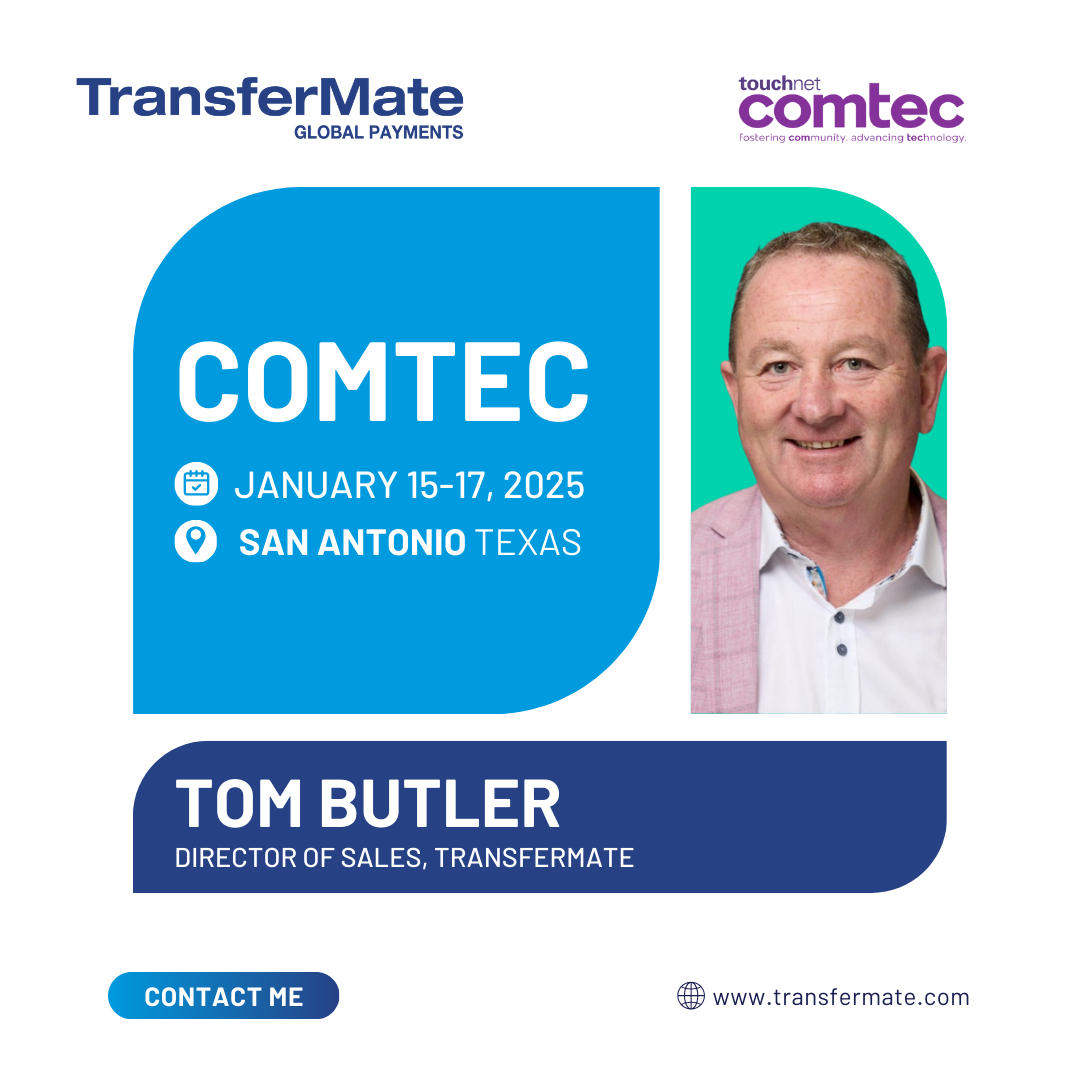 TransferMate
GLOBAL PAYMENTS
touchnet
comtec
fostering community. advancing technology.
COMTEC
JANUARY 15-17, 2025
SAN ANTONIO TEXAS
TOM BUTLER
DIRECTOR OF SALES, TRANSFERMATE
CONTACT ME
www.transfermate.com